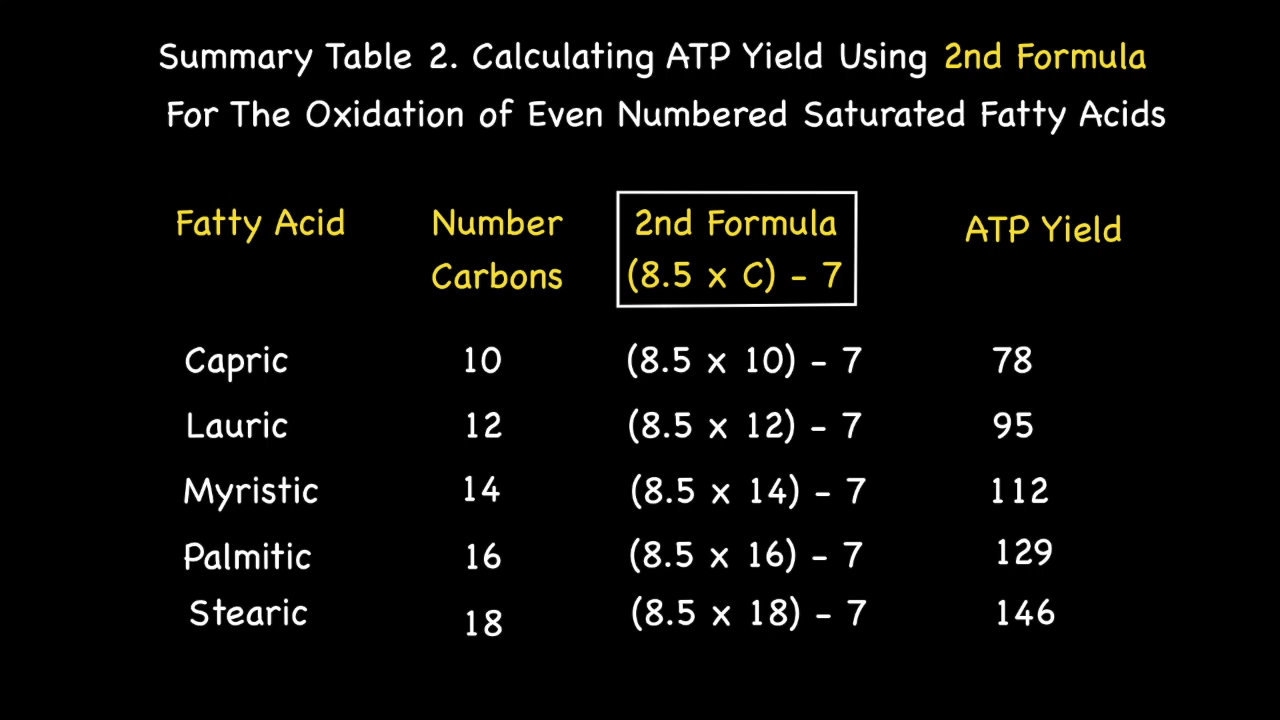 Summary Table 2. Calculating ATP Yield Using 2nd Formula
For The Oxidation of Even Numbered Saturated Fatty Acids
Fatty Acid Number 2nd Formula ATP Yield
Carbons (8.5 x C) - 7
Capric 10 (8.5 x 10) - 7 78
Lauric 12 (8.5 x 12) - 7 95
Myristic 14 (8.5 x 14) - 7 112
Palmitic 16 (8.5 x 16) - 7 129
Stearic 18 (8.5 x 18) - 7 146